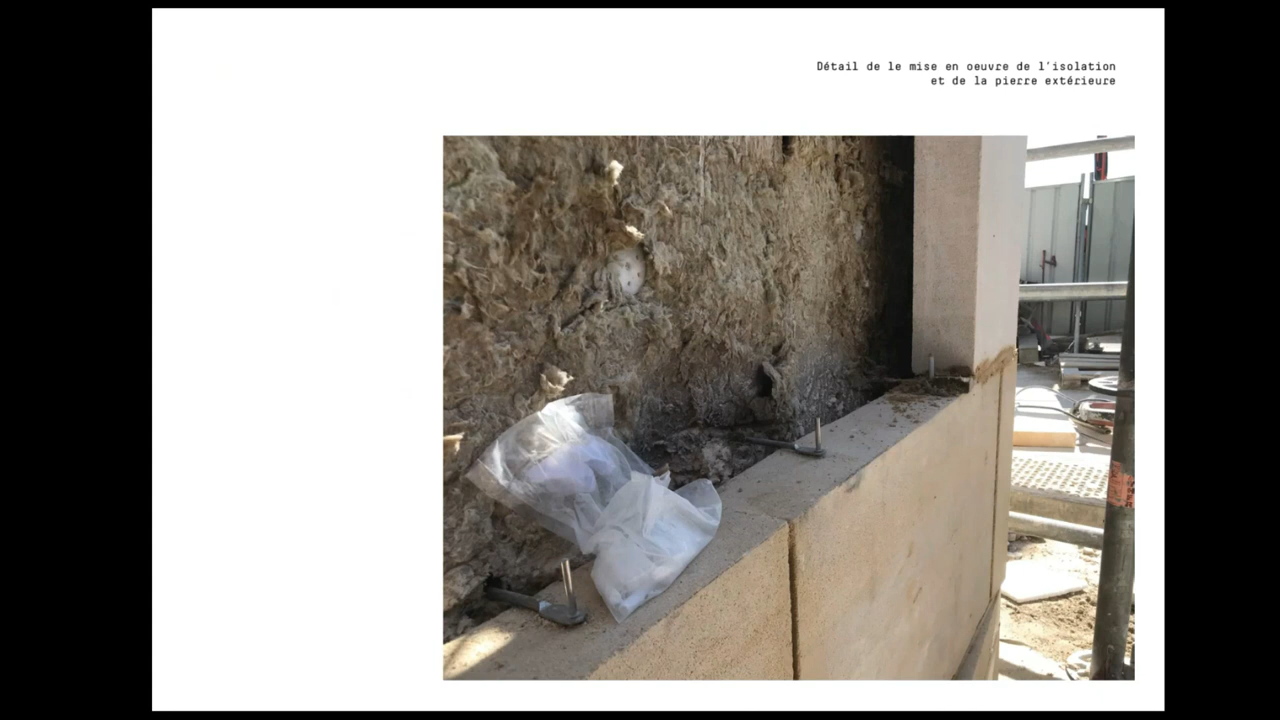 Détail de le mise en oeuvre de l'isolation
et de la pierre extérieure